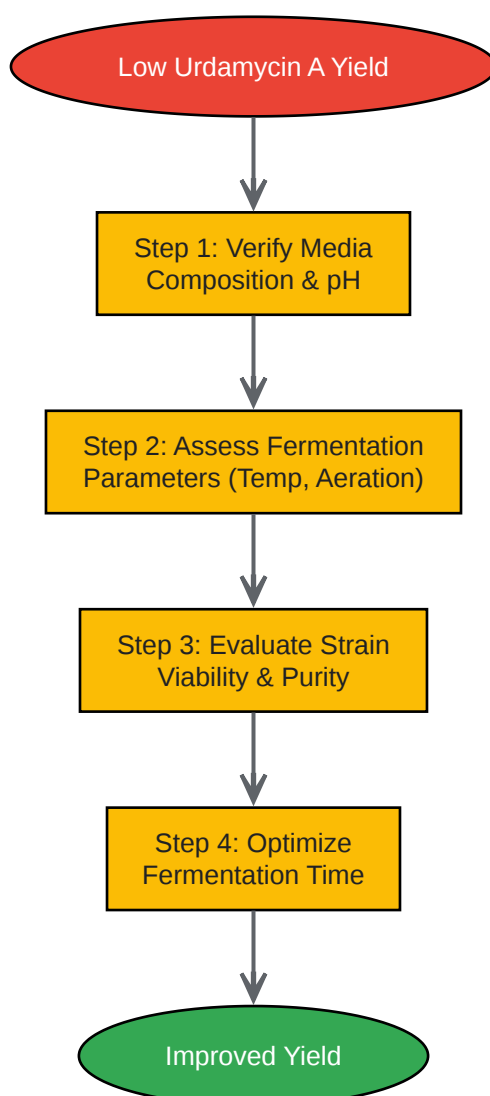 Low Urdamycin A Yield
Step 1: Verify Media
Composition & pH
Step 2: Assess Fermentation
Parameters (Temp, Aeration)
Step 3: Evaluate Strain
Viability & Purity
Step 4: Optimize
Fermentation Time
Improved Yield